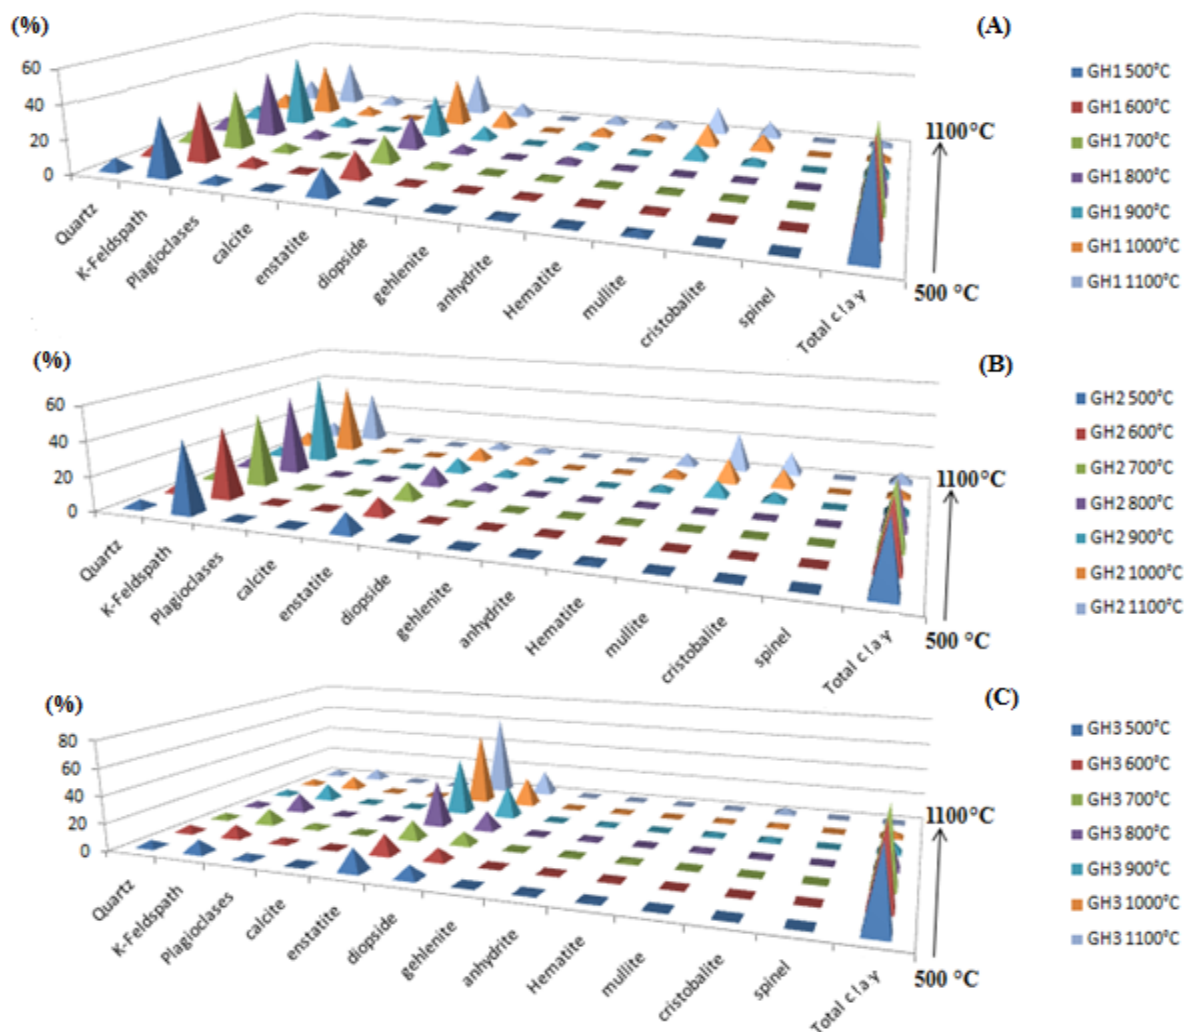 (%)
(A)
60
40
20
0
Quartz
K-Feldspath
Plagioclases
calcite
enstatite
diopside
gehlenite
anhydrite
Hematite
mullite
cristobalite
spinel
Total clay
1100°C
500 °C
GH1 500°C
GH1 600°C
GH1 700°C
GH1 800°C
GH1 900°C
GH1 1000°C
GH1 1100°C
(%)
(B)
60
40
20
0
Quartz
K-Feldspath
Plagioclases
calcite
enstatite
diopside
gehlenite
anhydrite
Hematite
mullite
cristobalite
spinel
Total clay
1100°C
500 °C
GH2 500°C
GH2 600°C
GH2 700°C
GH2 800°C
GH2 900°C
GH2 1000°C
GH2 1100°C
(%)
(C)
80
60
40
20
0
Quartz
K-Feldspath
Plagioclases
calcite
enstatite
diopside
gehlenite
anhydrite
Hematite
mullite
cristobalite
spinel
Total clay
1100°C
500 °C
GH3 500°C
GH3 600°C
GH3 700°C
GH3 800°C
GH3 900°C
GH3 1000°C
GH3 1100°C